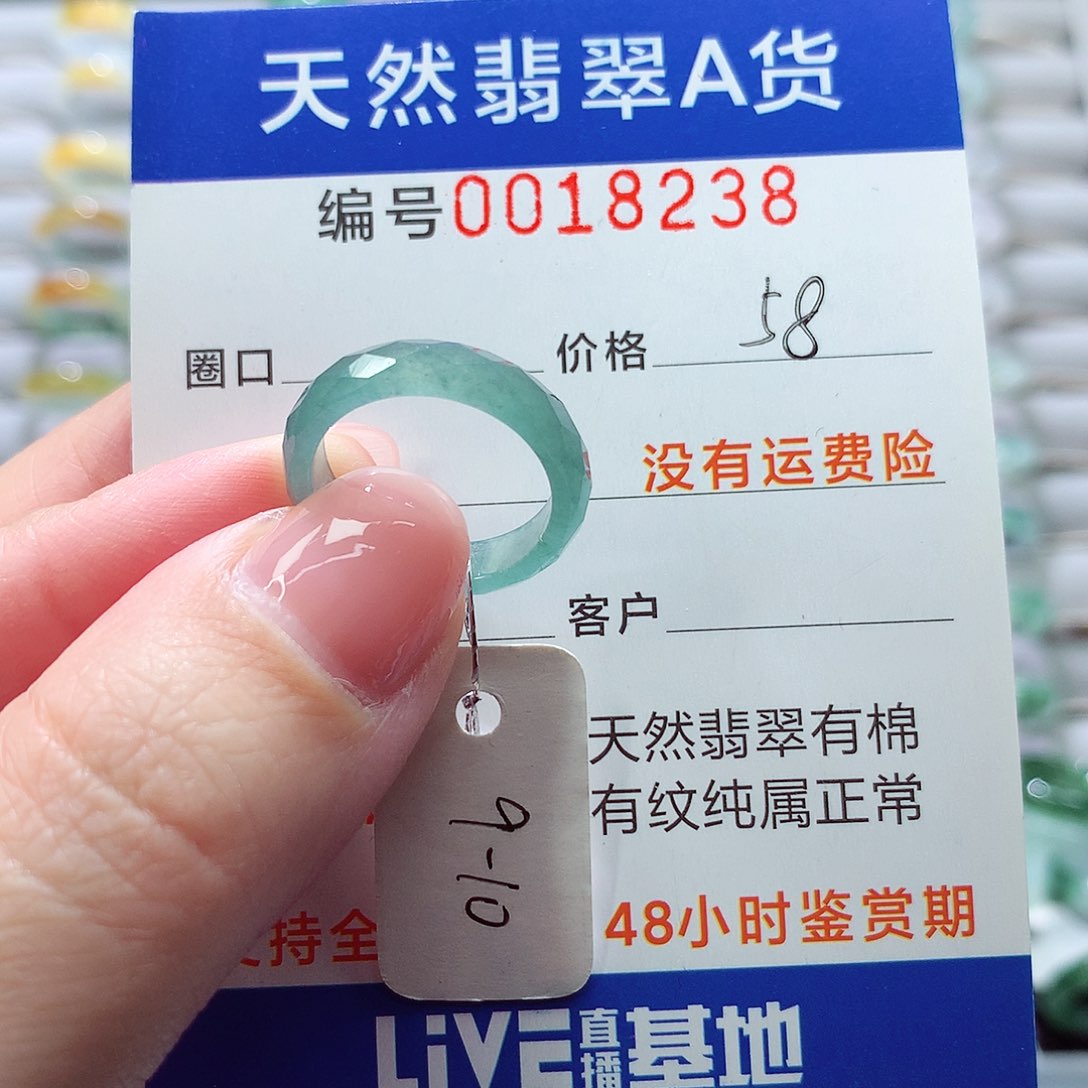 天然翡翠A货
编号0018238
圈口
价格 58
没有运费险
客户
天然翡翠有棉
有纹纯属正常
9-10
持全
48小时鉴赏期
LiVE直播基地